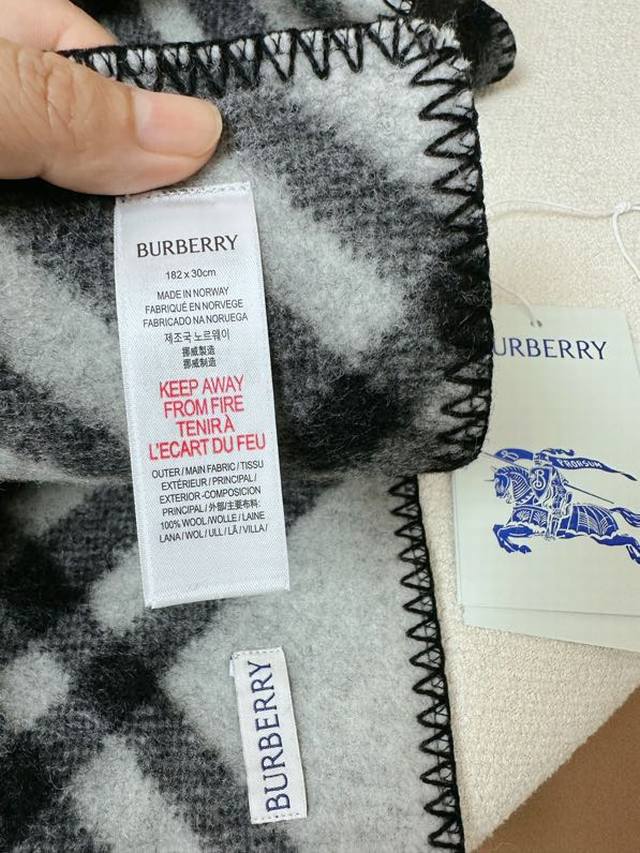 BURBERRY
182 x 30cm
MADE IN NORWAY
FABRIQUÉ EN NORVEGE
FABRICADO NA NORUEGA
제조국 노르웨이
挪威製造
挪威制造
KEEP AWAY
FROM FIRE
TENIR À
L'ECART DU FEU
OUTER / MAIN FABRIC / TISSU
EXTÉRIEUR / PRINCIPAL /
EXTERIOR -COMPOSICION
PRINCIPAL / 外部/主要布料:
100% WOOL/WOLLE / LAINE
LANA / WOL / ULL / LÃ / VILLA /
BURBERRY
URBERRY
PRORSUM